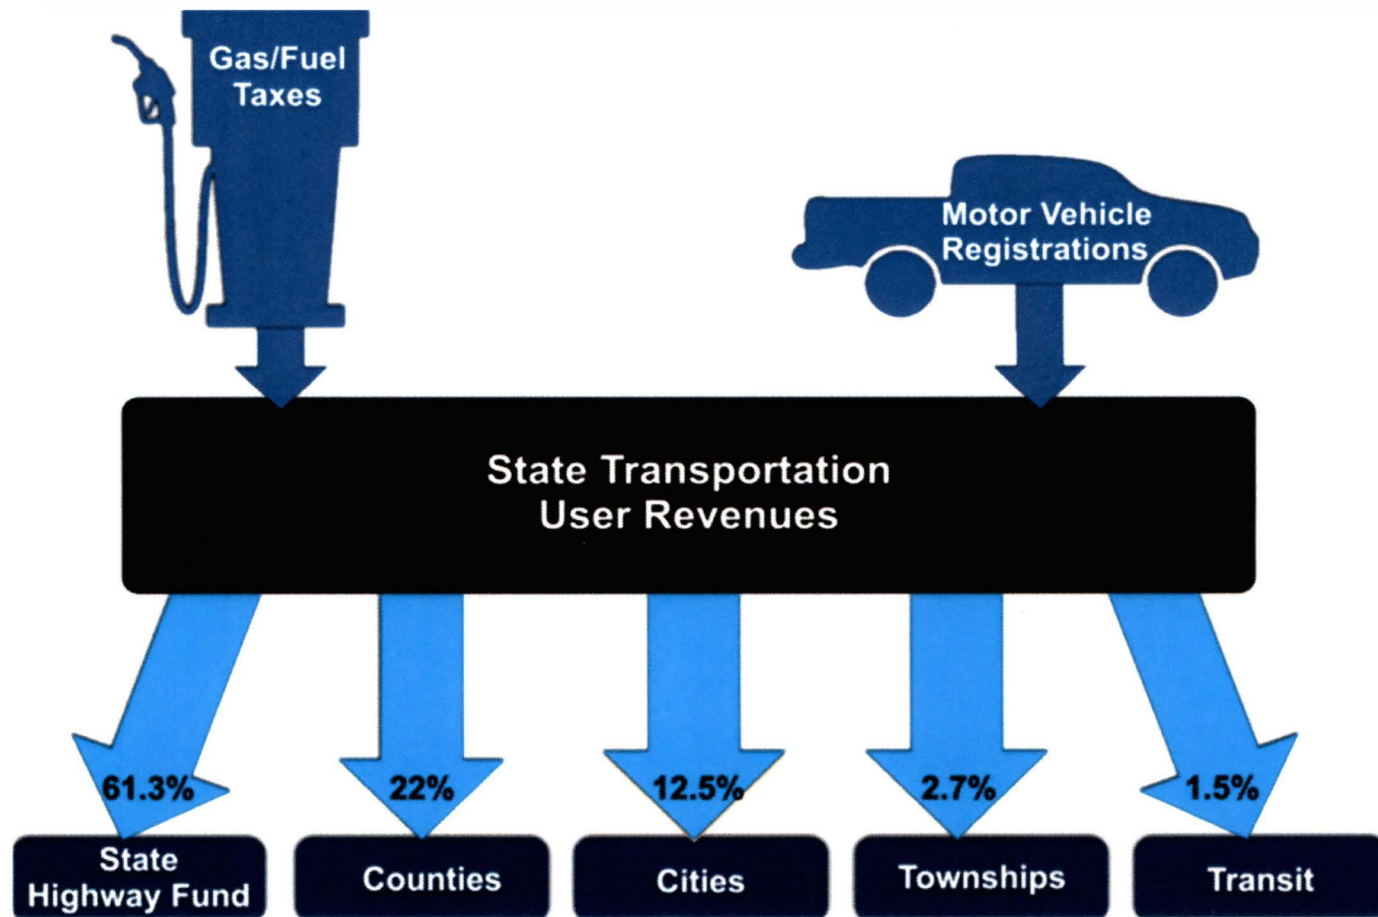 Gas/Fuel
Taxes
Motor Vehicle
Registrations
State Transportation
User Revenues
61.3%
22%
12.5%
2.7%
1.5%
State
Highway Fund
Counties
Cities
Townships
Transit